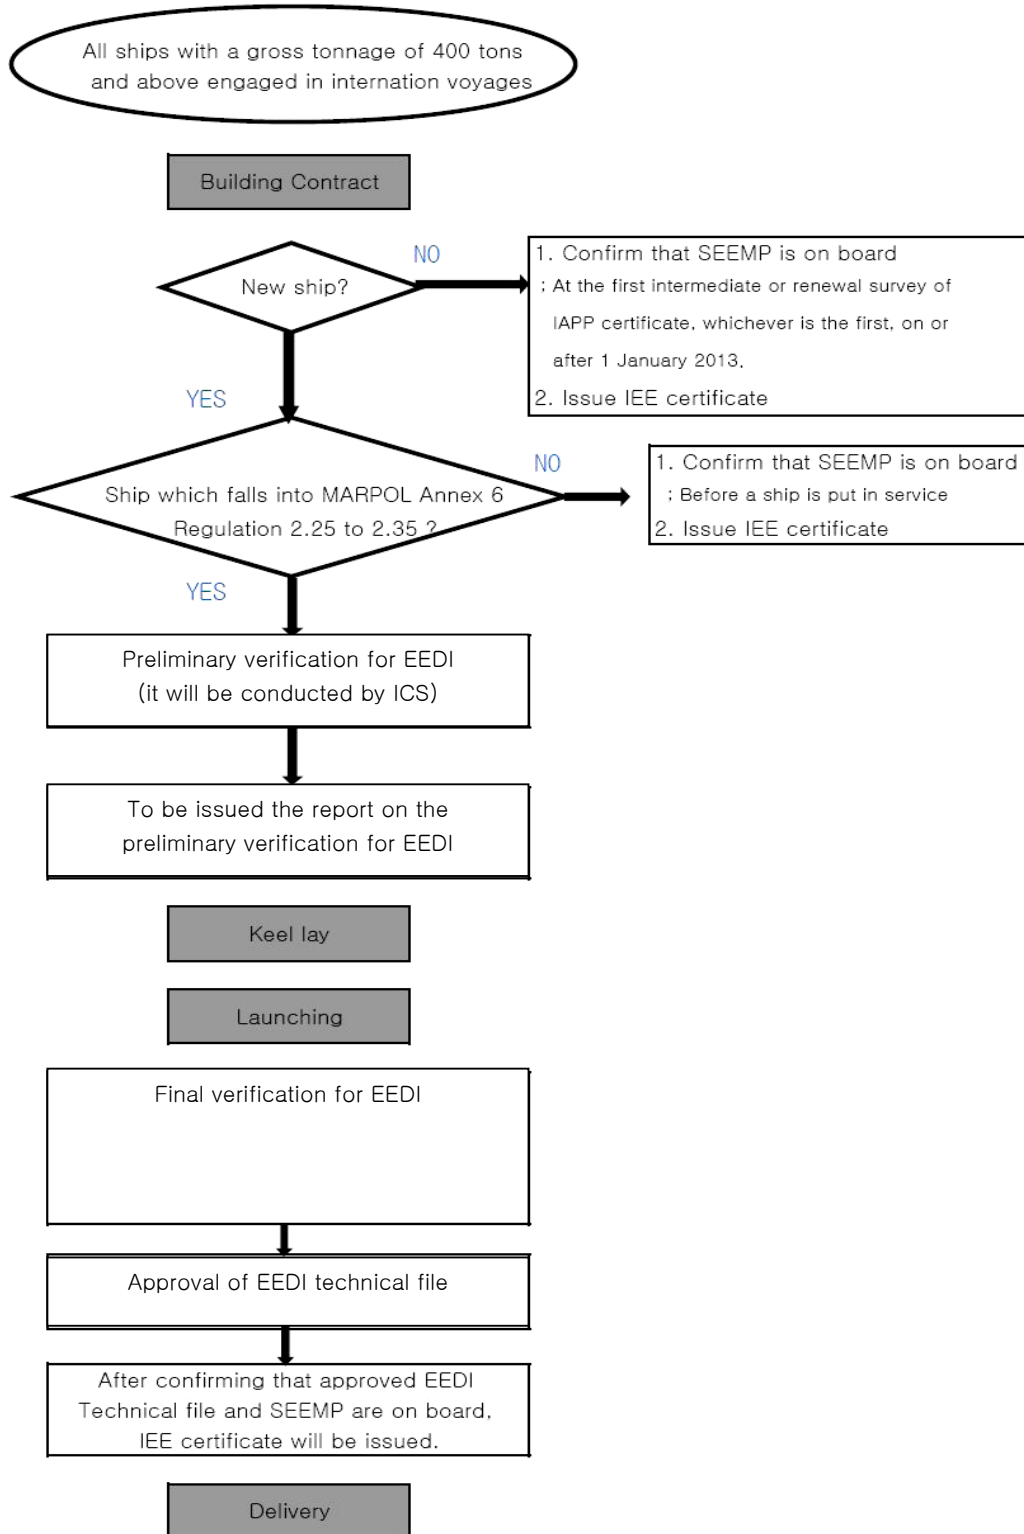 All ships with a gross tonnage of 400 tons
and above engaged in internation voyages
Building Contract
New ship?
NO
1. Confirm that SEEMP is on board
; At the first intermediate or renewal survey of
IAPP certificate, whichever is the first, on or
after 1 January 2013.
2. Issue IEE certificate
YES
Ship which falls into MARPOL Annex 6
Regulation 2.25 to 2.35 ?
NO
1. Confirm that SEEMP is on board
; Before a ship is put in service
2. Issue IEE certificate
YES
Preliminary verification for EEDI
(it will be conducted by ICS)
To be issued the report on the
preliminary verification for EEDI
Keel lay
Launching
Final verification for EEDI
Approval of EEDI technical file
After confirming that approved EEDI
Technical file and SEEMP are on board,
IEE certificate will be issued.
Delivery